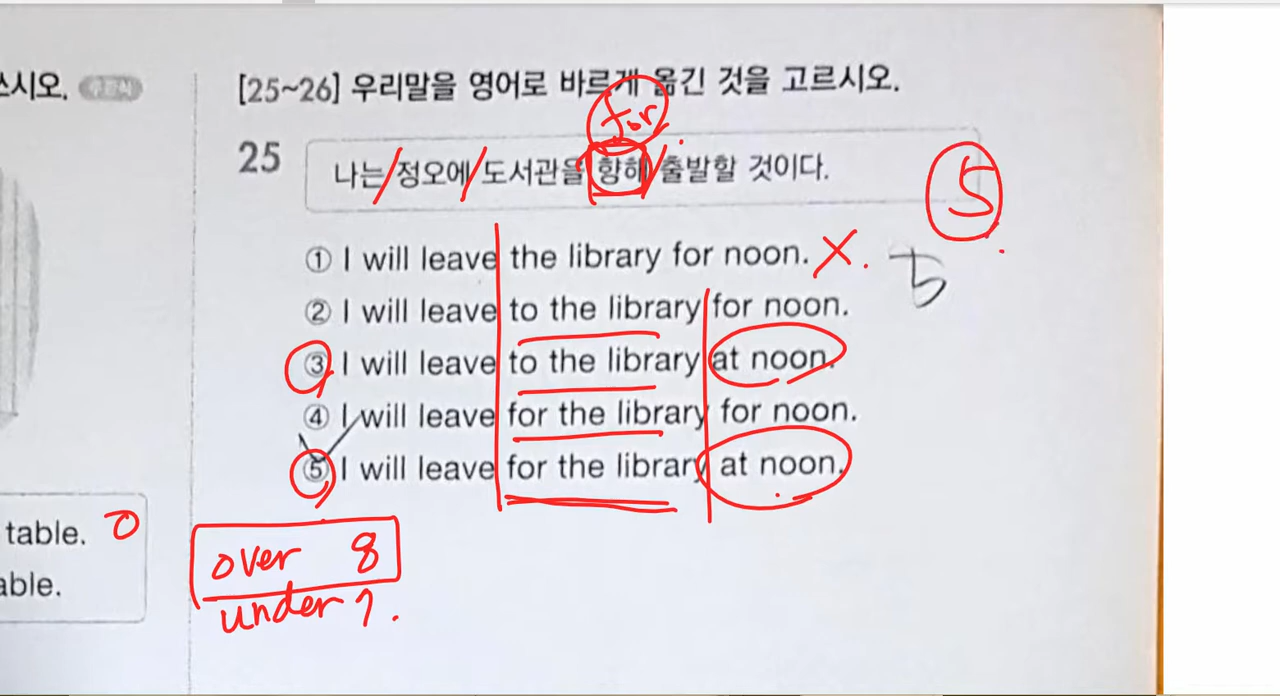 쓰시오.
[25~26] 우리말을 영어로 바르게 옮긴 것을 고르시오.
for
25 나는/정오에/도서관을 향해/출발할 것이다.
5
① I will leave the library for noon. X.
5
② I will leave to the library for noon.
③ I will leave to the library at noon.
④ I will leave for the library for noon.
⑤ I will leave for the library at noon.
table. O
over 8
able.
under 7.